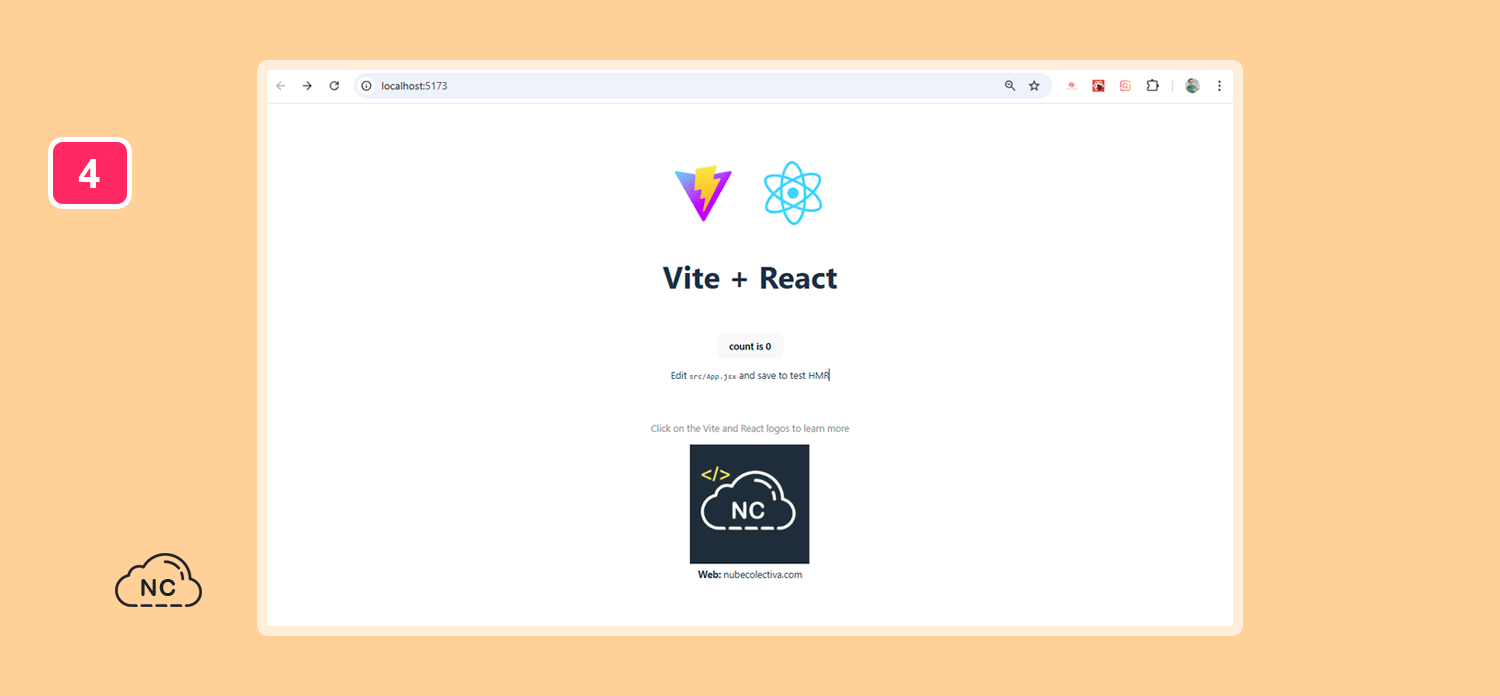 localhost:5173
4
Vite + React
count is 0
Edit src/App.jsx and save to test HMR
Click on the Vite and React logos to learn more
</>
NC
Web: nubecolectiva.com
NC